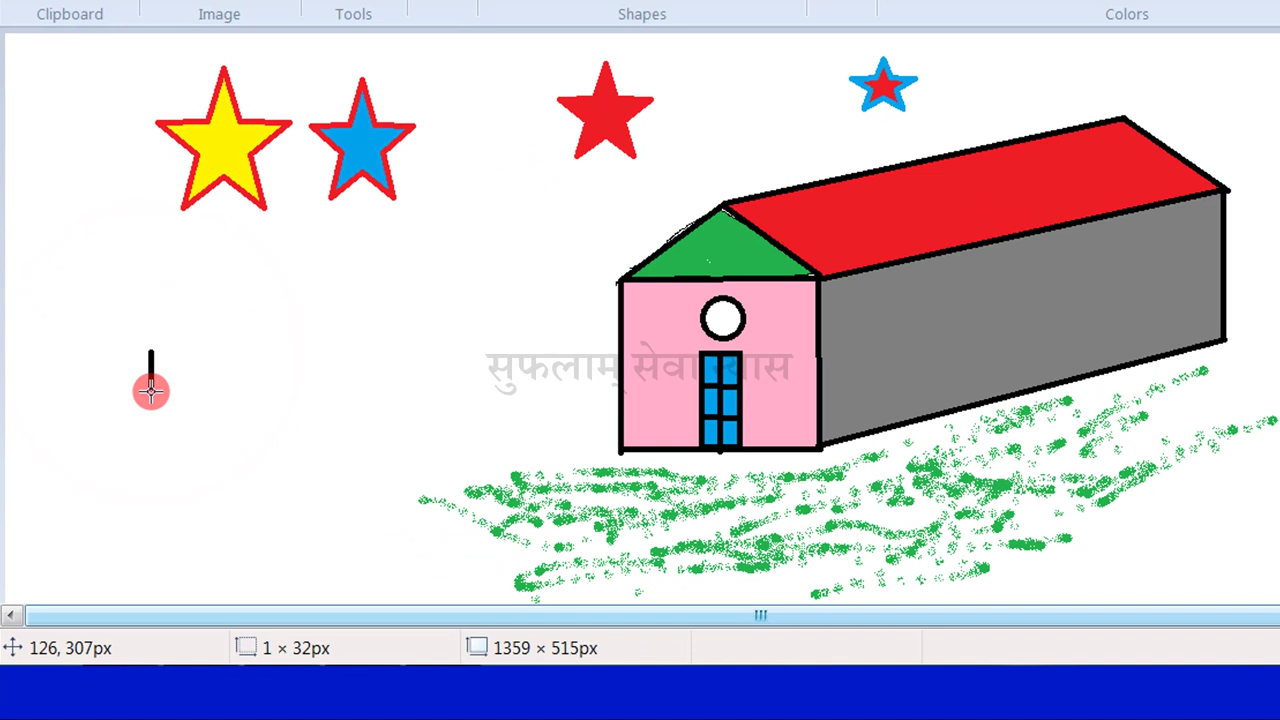 Clipboard Image Tools Shapes Colors
सुफलाम् सेवा न्यास
126, 307px 1 × 32px 1359 × 515px